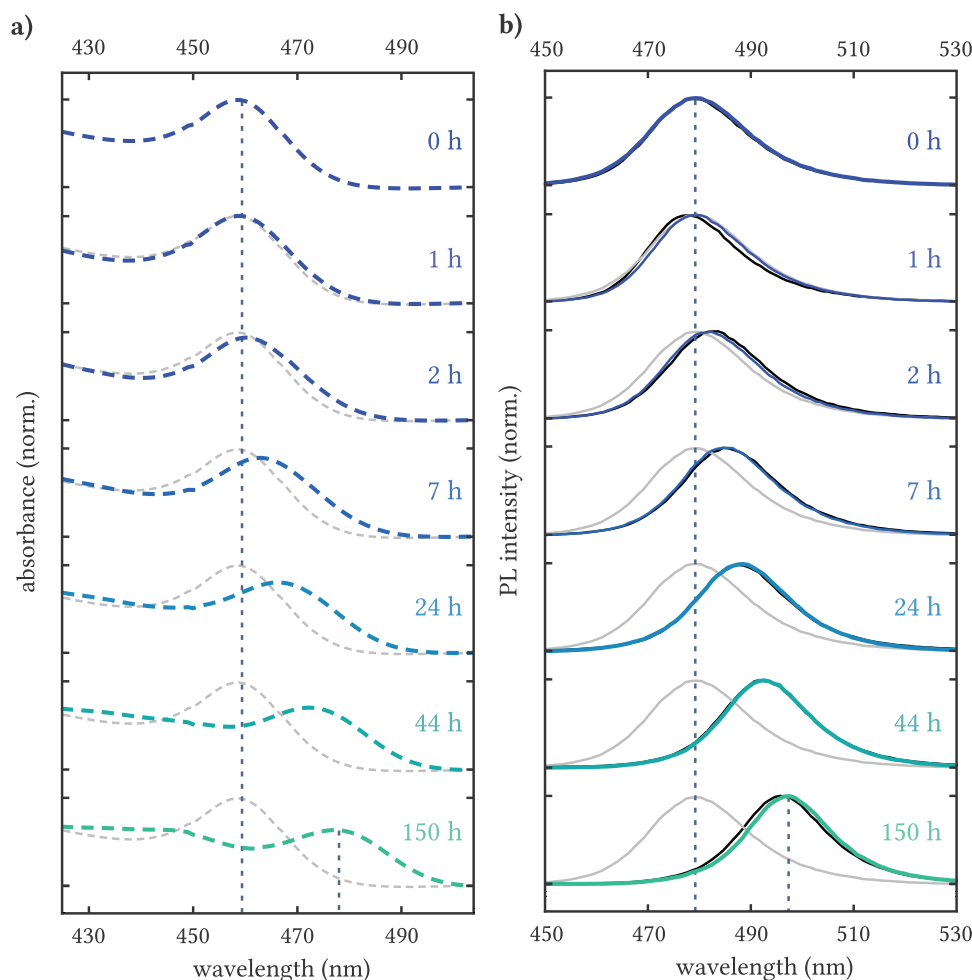 a)
430 450 470 490
b)
450 470 490 510 530
0 h
0 h
1 h
1 h
2 h
2 h
7 h
7 h
24 h
24 h
44 h
44 h
150 h
150 h
absorbance (norm.)
PL intensity (norm.)
430 450 470 490
450 470 490 510 530
wavelength (nm)
wavelength (nm)